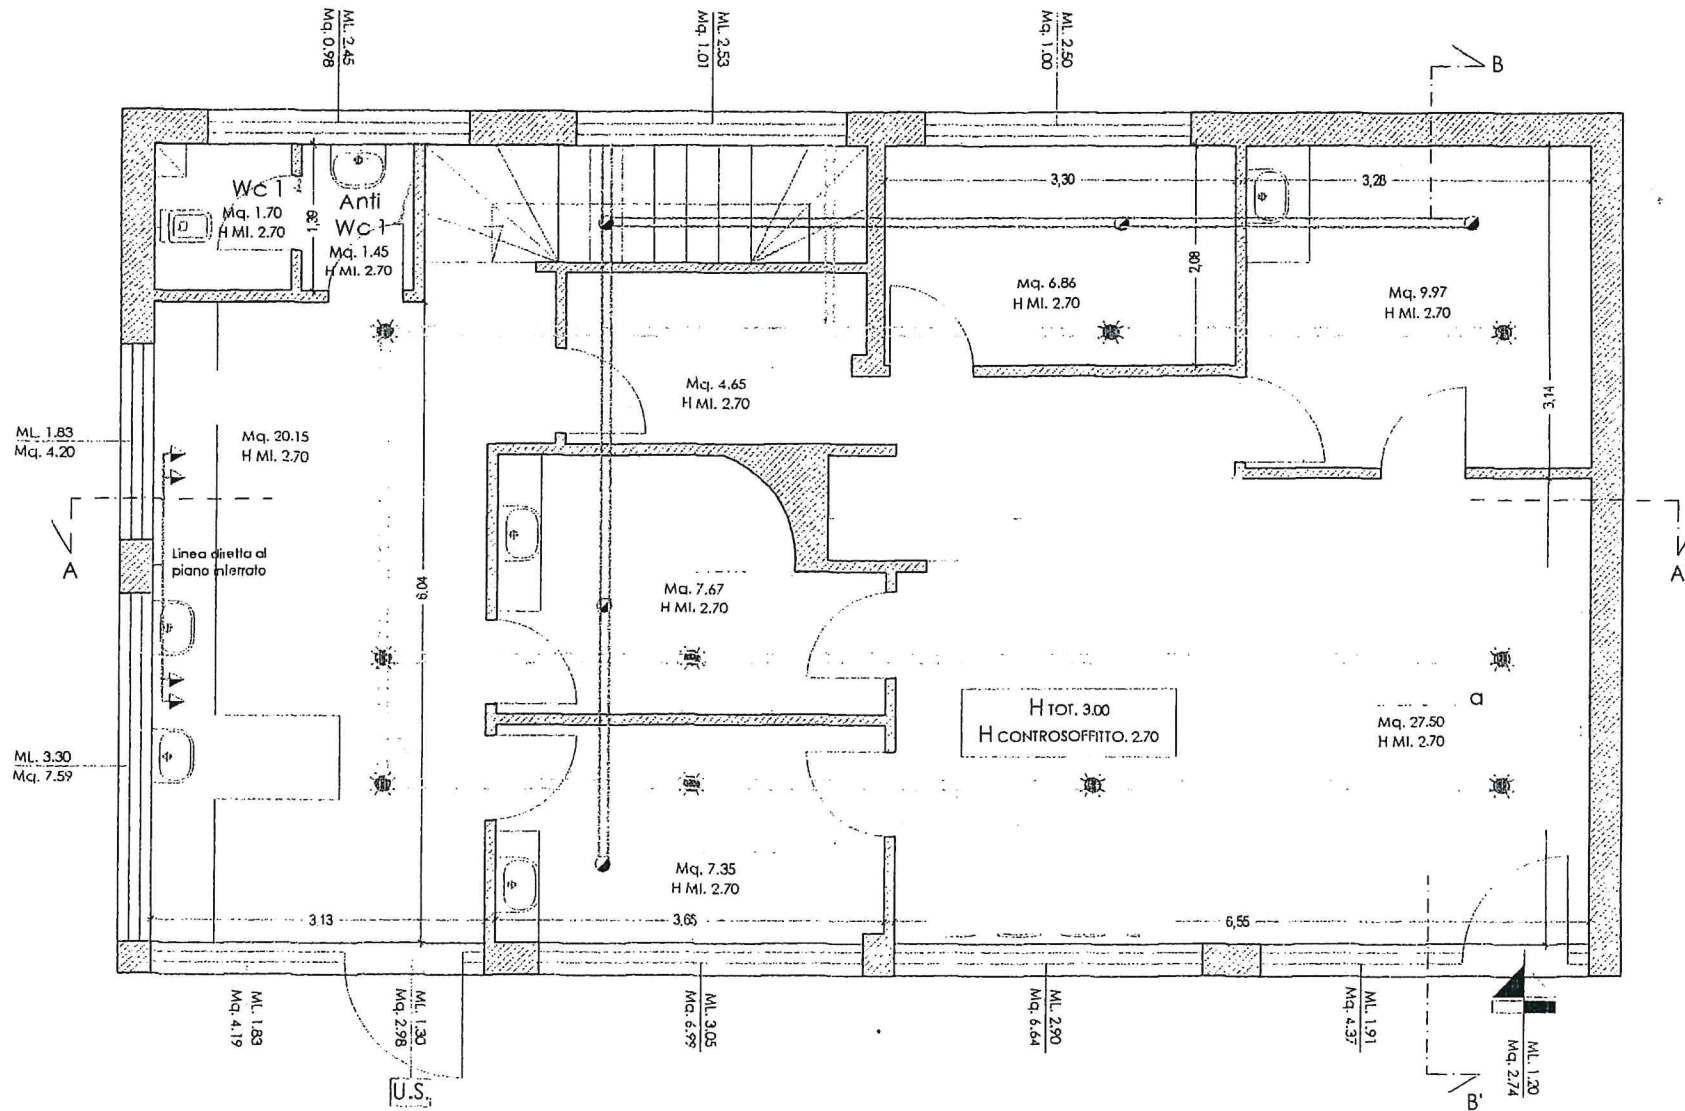 ML. 2.45
Mq. 0.98
ML. 2.53
Mq. 1.01
ML. 2.50
Mq. 1.00
B
Wc 1
Mq. 1.70
H Ml. 2.70
1,39
Anti
Wc 1
Mq. 1.45
H Ml. 2.70
3,30
3,28
2,08
Mq. 6.86
H Ml. 2.70
Mq. 9.97
H Ml. 2.70
3,14
Mq. 4.65
H Ml. 2.70
ML. 1.83
Mq. 4.20
Mq. 20.15
H Ml. 2.70
A
Linea diretta al
piano interrato
6.04
Mq. 7.67
H Ml. 2.70
A
H TOT. 3.00
H CONTROSOFFITTO. 2.70
a
Mq. 27.50
H Ml. 2.70
ML. 3.30
Mq. 7.59
Mq. 7.35
H Ml. 2.70
3,13
3,65
6,55
ML. 1.83
Mq. 4.19
ML. 1.30
Mq. 2.98
U.S.
ML. 3.05
Mq. 6.99
ML. 2.90
Mq. 6.64
ML. 1.91
Mq. 4.37
B'
ML. 1.20
Mq. 2.74